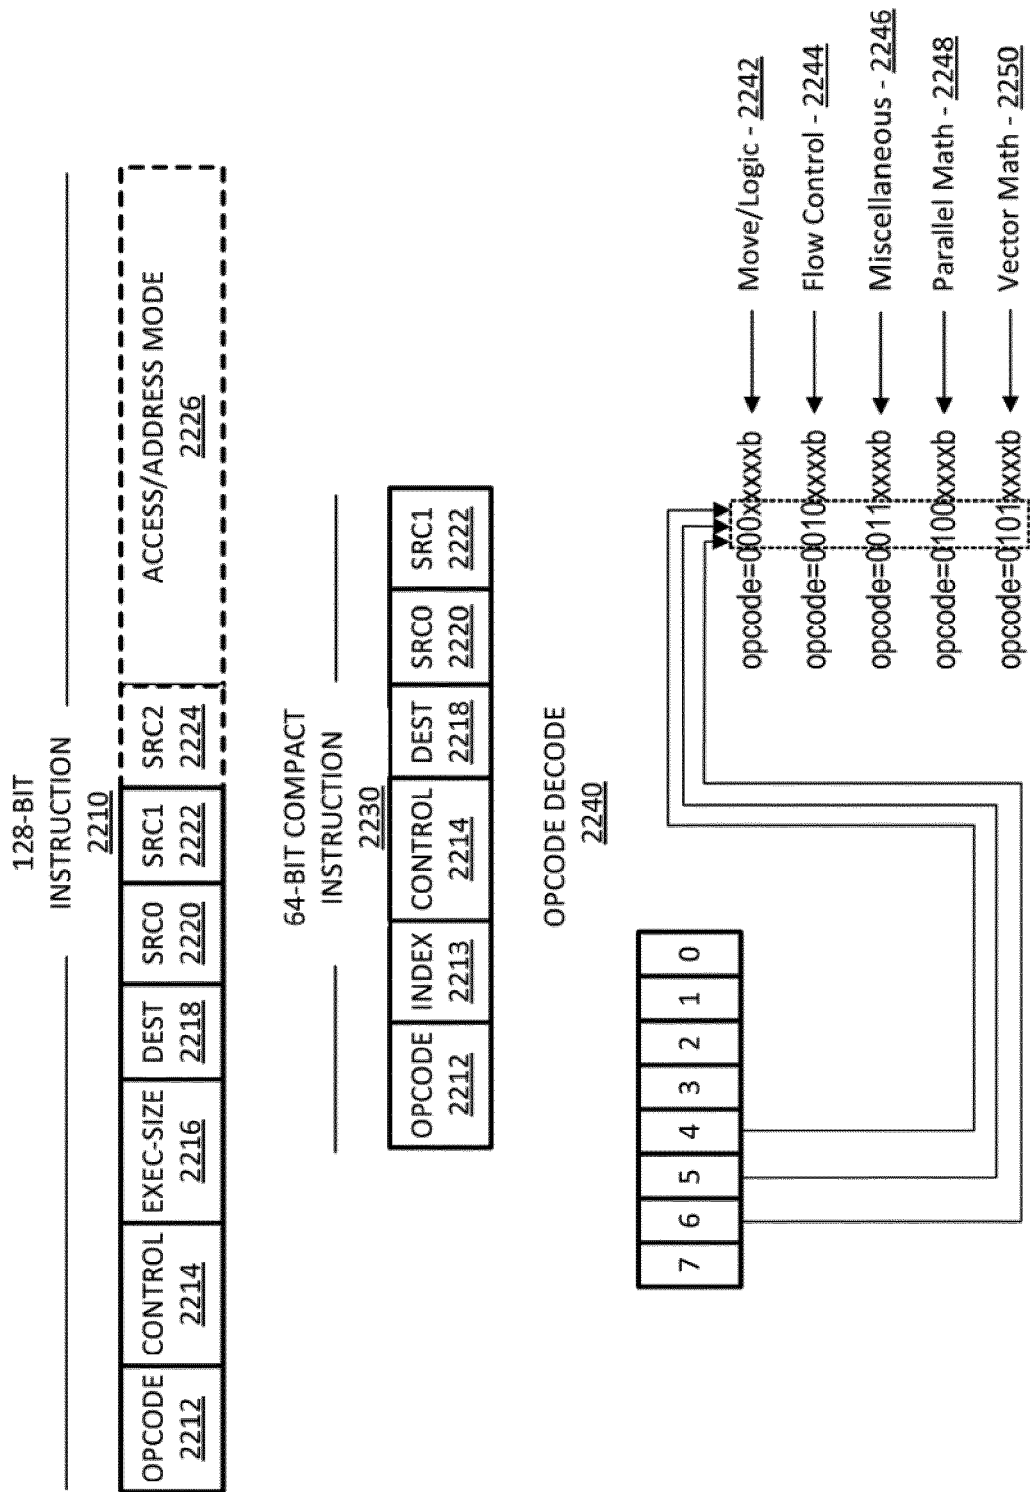 128-BIT
INSTRUCTION
2210
OPCODE CONTROL EXEC-SIZE DEST SRC0 SRC1 SRC2 ACCESS/ADDRESS MODE
2212 2214 2216 2218 2220 2222 2224 2226
64-BIT COMPACT
INSTRUCTION
2230
OPCODE INDEX CONTROL DEST SRC0 SRC1
2212 2213 2214 2218 2220 2222
OPCODE DECODE
2240
7 6 5 4 3 2 1 0
opcode=000xxxxxb Move/Logic - 2242
opcode=0010xxxxb Flow Control - 2244
opcode=0011xxxxb Miscellaneous - 2246
opcode=0100xxxxb Parallel Math - 2248
opcode=0101xxxxb Vector Math - 2250